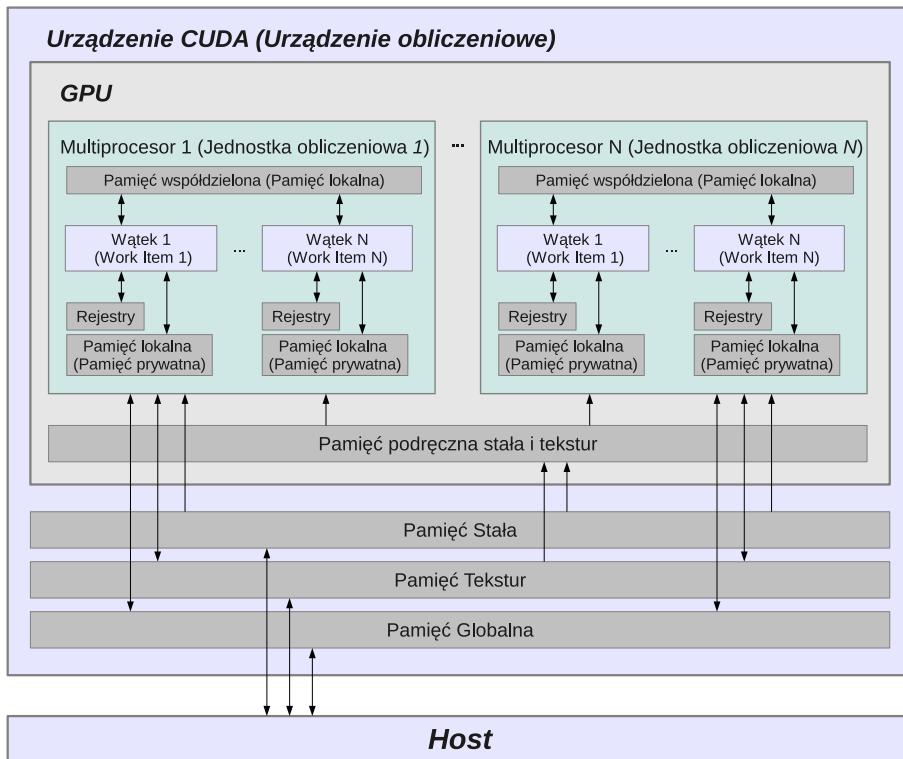 Urządzenie CUDA (Urządzenie obliczeniowe)
GPU
Multiprocesor 1 (Jednostka obliczeniowa 1)
Pamięć współdzielona (Pamięć lokalna)
Wątek 1
(Work Item 1)
...
Wątek N
(Work Item N)
Rejestry
Rejestry
Pamięć lokalna
(Pamięć prywatna)
Pamięć lokalna
(Pamięć prywatna)
...
Multiprocesor N (Jednostka obliczeniowa N)
Pamięć współdzielona (Pamięć lokalna)
Wątek 1
(Work Item 1)
...
Wątek N
(Work Item N)
Rejestry
Rejestry
Pamięć lokalna
(Pamięć prywatna)
Pamięć lokalna
(Pamięć prywatna)
Pamięć podręczna stała i tekstur
Pamięć Stała
Pamięć Tekstur
Pamięć Globalna
Host